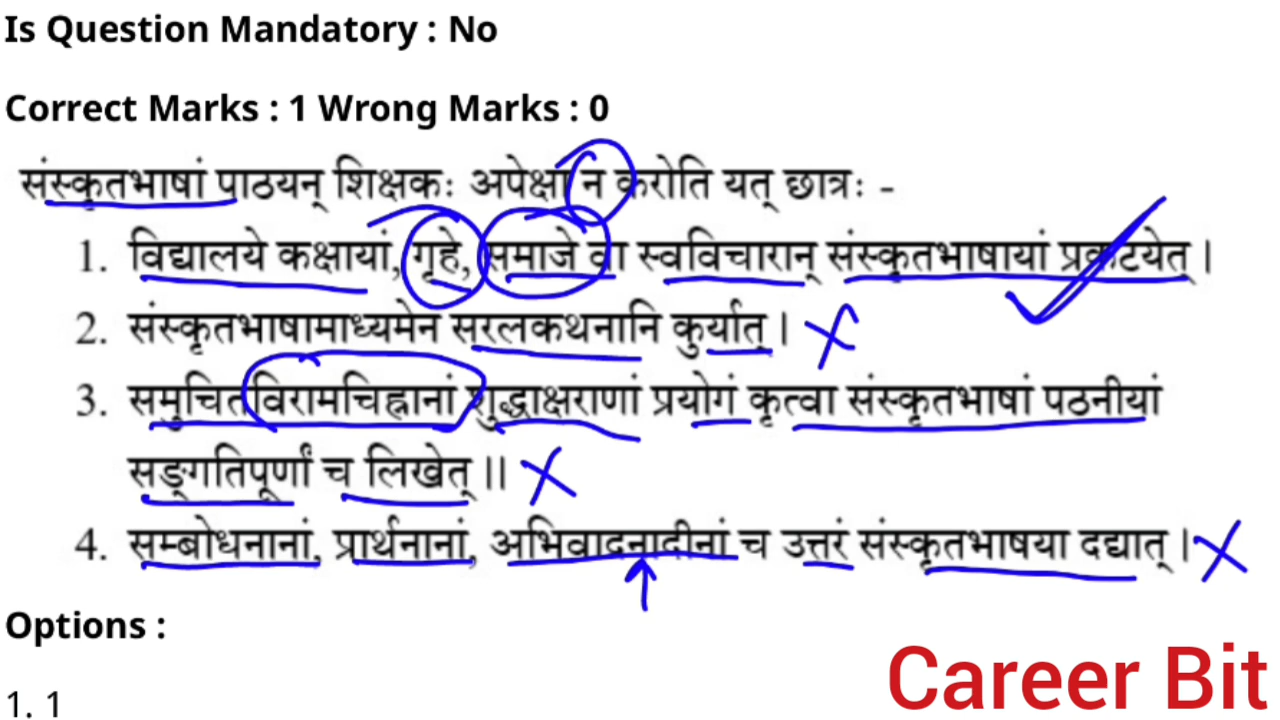 Is Question Mandatory : No
Correct Marks : 1 Wrong Marks : 0
संस्कृतभाषां पाठयन् शिक्षकः अपेक्षां न करोति यत् छात्रः -
1. विद्यालये कक्षायां, गृहे, समाजे वा स्वविचारान् संस्कृतभाषायां प्रकटयेत् ।
2. संस्कृतभाषामाध्यमेन सरलकथनानि कुर्यात् ।
3. समुचितविरामचिह्नानां शुद्धाक्षराणां प्रयोगं कृत्वा संस्कृतभाषां पठनीयां
सङ्गतिपूर्णां च लिखेत् ।।
4. सम्बोधनानां, प्रार्थनानां, अभिवादनादीनां च उत्तरं संस्कृतभाषया दद्यात् ।
Options :
Career Bit
1. 1